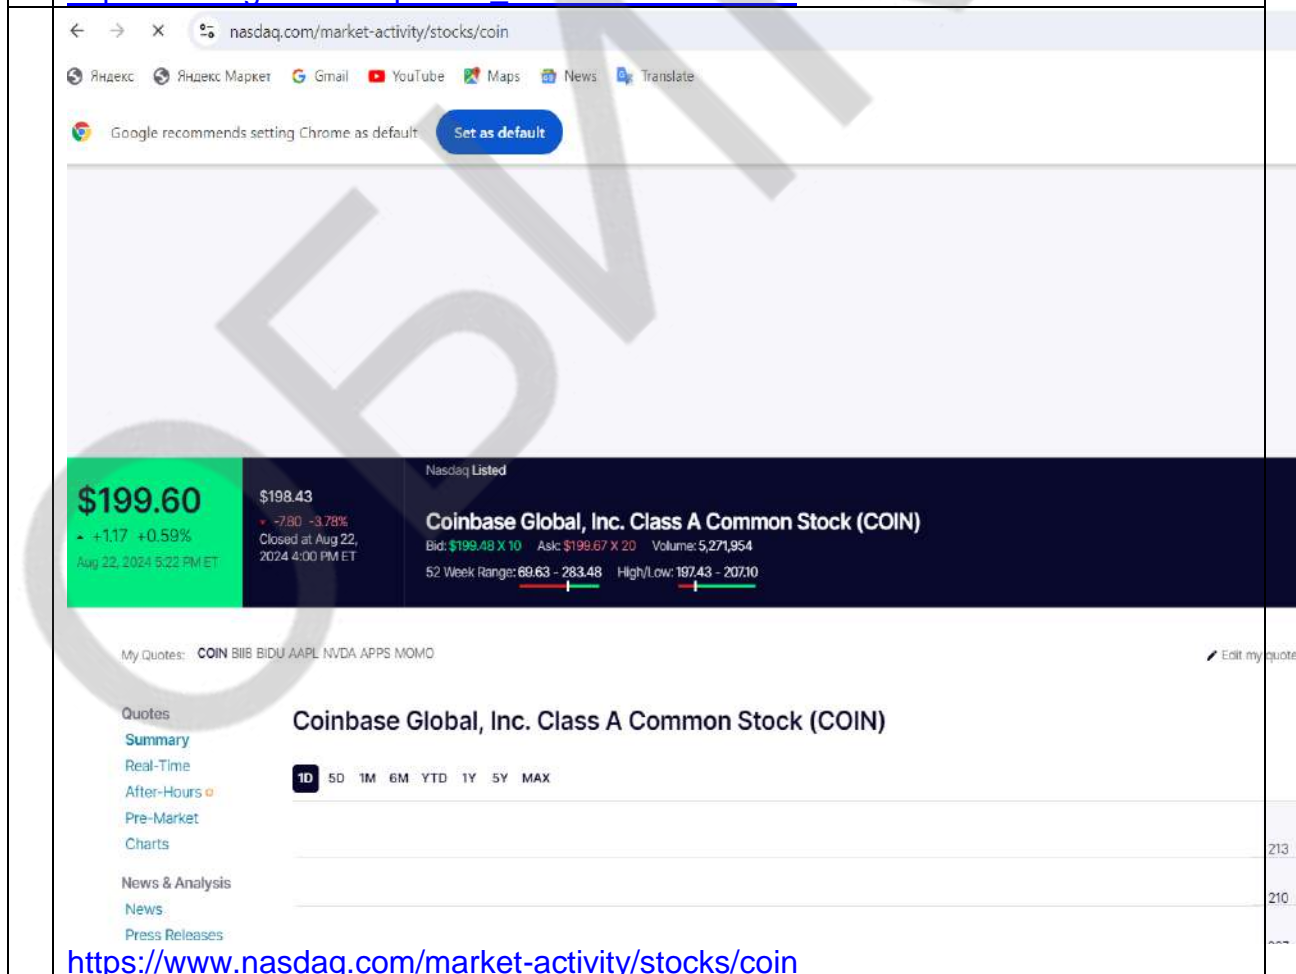 nasdaq.com/market-activity/stocks/coin
Яндекс Яндекс Маркет Gmail YouTube Maps News Translate
Google recommends setting Chrome as default Set as default
Nasdaq Listed
$199.60
+1.17 +0.59%
Aug 22, 2024 5:22 PM ET
$198.43
-7.80 -3.78%
Closed at Aug 22,
2024 4:00 PM ET
Coinbase Global, Inc. Class A Common Stock (COIN)
Bid: $199.48 X 10 Ask: $199.67 X 20 Volume: 5,271,954
52 Week Range: 69.63 - 283.48 High/Low: 197.43 - 207.10
My Quotes: COIN BIIB BIDU AAPL NVDA APPS MOMO
Edit my quote
Quotes
Summary
Real-Time
After-Hours
Pre-Market
Charts
News & Analysis
News
Press Releases
Coinbase Global, Inc. Class A Common Stock (COIN)
1D 5D 1M 6M YTD 1Y 5Y MAX
213
210
https://www.nasdaq.com/market-activity/stocks/coin
ОБИ